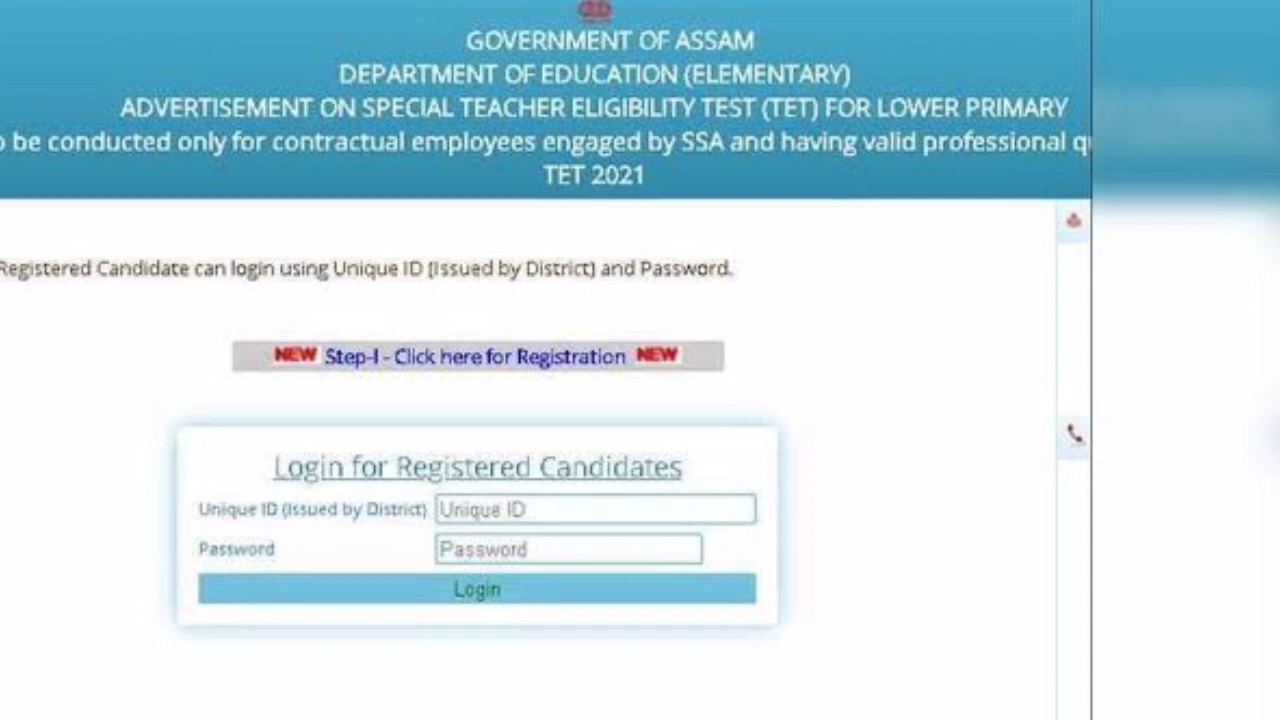 GOVERNMENT OF ASSAM
DEPARTMENT OF EDUCATION (ELEMENTARY)
ADVERTISEMENT ON SPECIAL TEACHER ELIGIBILITY TEST (TET) FOR LOWER PRIMARY
be conducted only for contractual employees engaged by SSA and having valid professional
TET 2021
Registered Candidate can login using Unique ID (Issued by District) and Password.
NEW Step-I - Click here for Registration NEW
Login for Registered Candidates
Unique ID (Issued by District) Unique ID
Password Password
Login